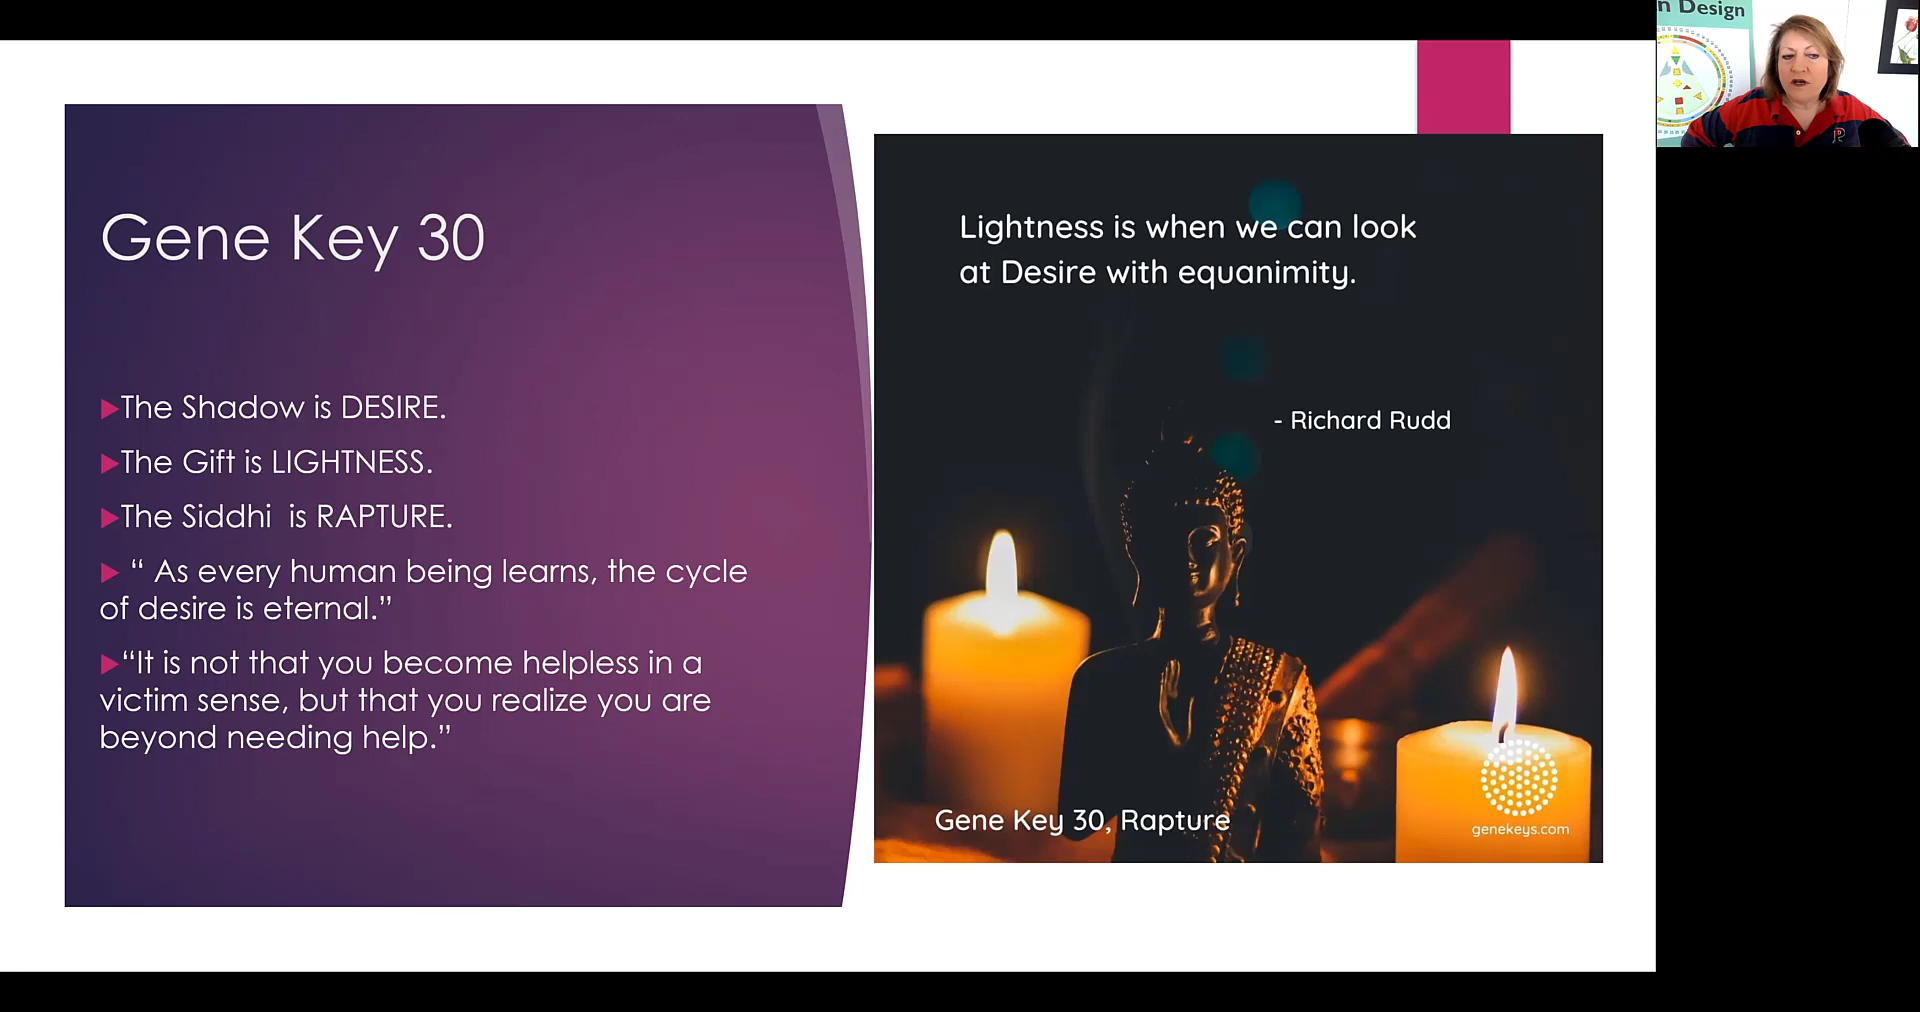 Gene Key 30
The Shadow is DESIRE.
The Gift is LIGHTNESS.
The Siddhi  is RAPTURE.
“ As every human being learns, the cycle
of desire is eternal.”
“It is not that you become helpless in a
victim sense, but that you realize you are
beyond needing help.”
Lightness is when we can look
at Desire with equanimity.
- Richard Rudd
Gene Key 30, Rapture
genekeys.com
n Design